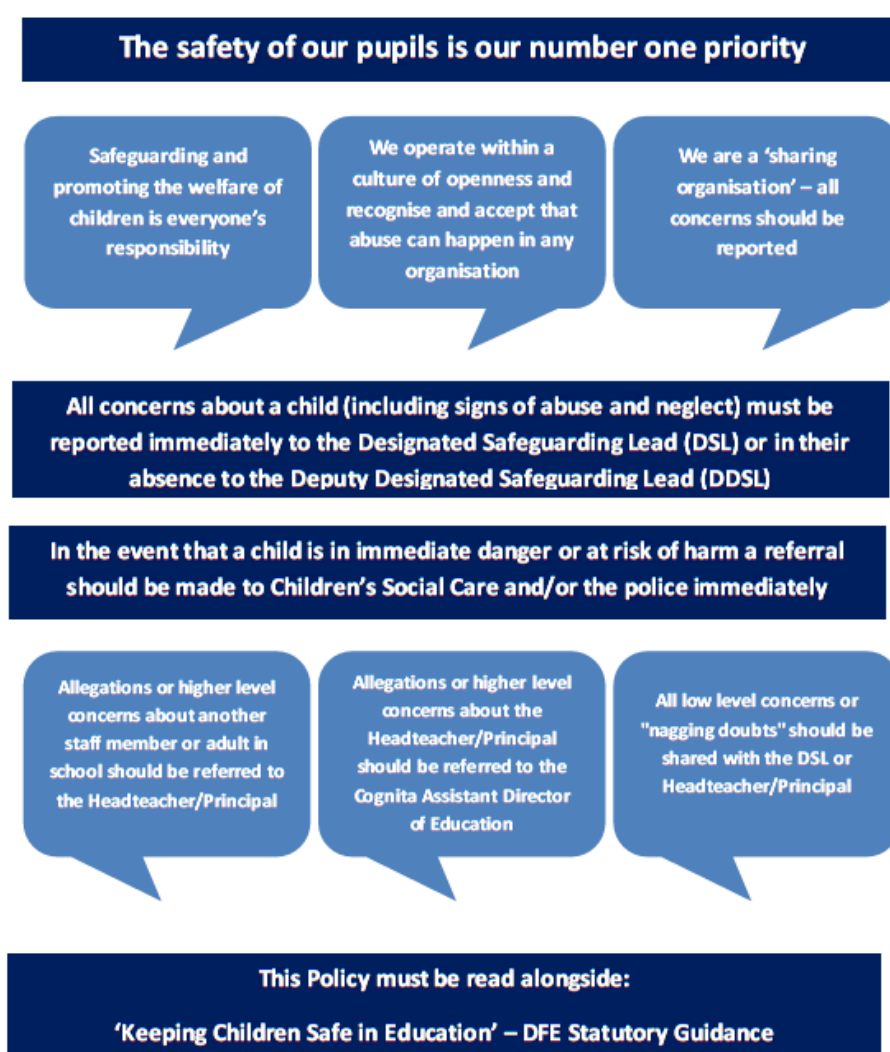 The safety of our pupils is our number one priority
Safeguarding and
promoting the welfare of
children is everyone's
responsibility
We operate within a
culture of openness and
recognise and accept that
abuse can happen in any
organisation
We are a ‘sharing
organisation’ – all
concerns should be
reported
All concerns about a child (including signs of abuse and neglect) must be
reported immediately to the Designated Safeguarding Lead (DSL) or in their
absence to the Deputy Designated Safeguarding Lead (DDSL)
In the event that a child is in immediate danger or at risk of harm a referral
should be made to Children’s Social Care and/or the police immediately
Allegations or higher level
concerns about another
staff member or adult in
school should be referred to
the Headteacher/Principal
Allegations or higher level
concerns about the
Headteacher/Principal
should be referred to the
Cognita Assistant Director
of Education
All low level concerns or
"nagging doubts" should be
shared with the DSL or
Headteacher/Principal
This Policy must be read alongside:
‘Keeping Children Safe in Education’ – DFE Statutory Guidance